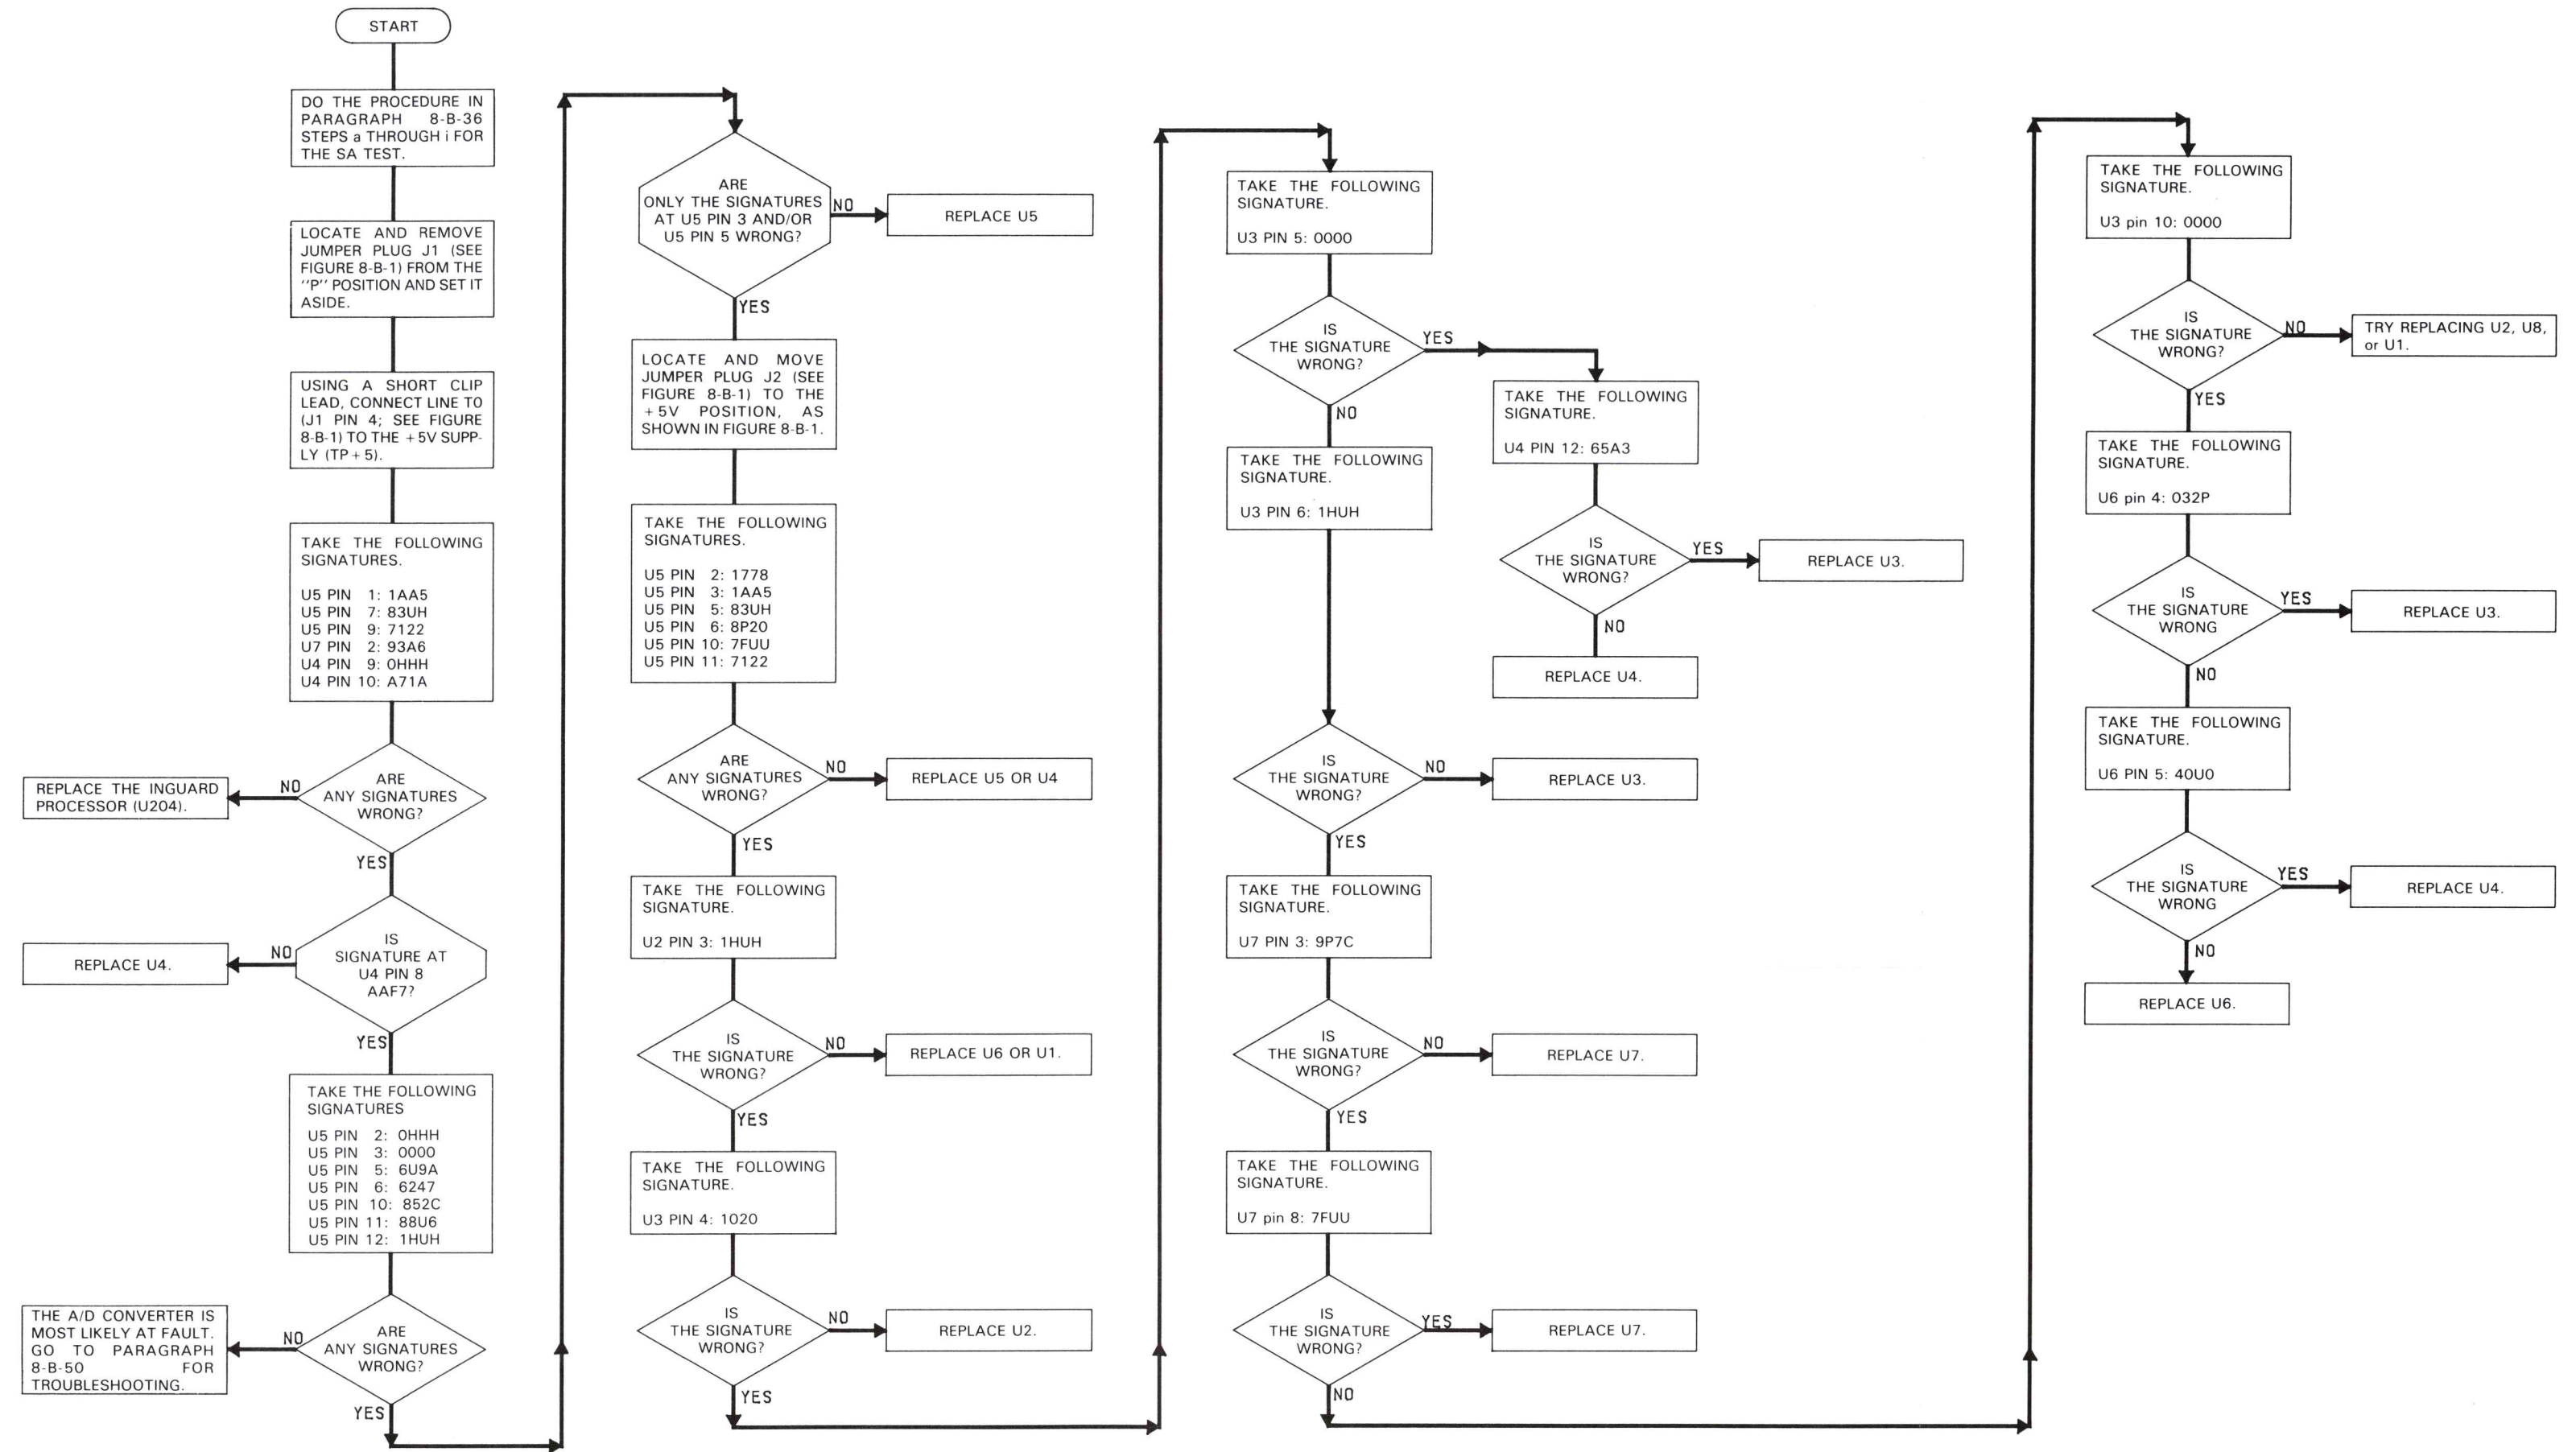 START
DO THE PROCEDURE IN
PARAGRAPH 8-B-36
STEPS a THROUGH i FOR
THE SA TEST.
LOCATE AND REMOVE
JUMPER PLUG J1 (SEE
FIGURE 8-B-1) FROM THE
"P" POSITION AND SET IT
ASIDE.
USING A SHORT CLIP
LEAD, CONNECT LINE T0
(J1 PIN 4; SEE FIGURE
8-B-1) TO THE +5V SUPP-
LY (TP+5).
TAKE THE FOLLOWING
SIGNATURES.
U5 PIN 1: 1AA5
U5 PIN 7: 83UH
U5 PIN 9: 7122
U7 PIN 2: 93A6
U4 PIN 9: 0HHH
U4 PIN 10: A71A
ARE
ANY SIGNATURES
WRONG?
NO
REPLACE THE INGUARD
PROCESSOR (U204).
YES
IS
SIGNATURE AT
U4 PIN 8
AAF7?
NO
REPLACE U4.
YES
TAKE THE FOLLOWING
SIGNATURES
U5 PIN 2: 0HHH
U5 PIN 3: 0000
U5 PIN 5: 6U9A
U5 PIN 6: 6247
U5 PIN 10: 852C
U5 PIN 11: 88U6
U5 PIN 12: 1HUH
ARE
ANY SIGNATURES
WRONG?
NO
THE A/D CONVERTER IS
MOST LIKELY AT FAULT.
GO TO PARAGRAPH
8-B-50 FOR
TROUBLESHOOTING.
YES
ARE
ONLY THE SIGNATURES
AT U5 PIN 3 AND/OR
U5 PIN 5 WRONG?
NO
REPLACE U5
YES
LOCATE AND MOVE
JUMPER PLUG J2 (SEE
FIGURE 8-B-1) TO THE
+5V POSITION, AS
SHOWN IN FIGURE 8-B-1.
TAKE THE FOLLOWING
SIGNATURES.
U5 PIN 2: 1778
U5 PIN 3: 1AA5
U5 PIN 5: 83UH
U5 PIN 6: 8P20
U5 PIN 10: 7FUU
U5 PIN 11: 7122
ARE
ANY SIGNATURES
WRONG?
NO
REPLACE U5 OR U4
YES
TAKE THE FOLLOWING
SIGNATURE.
U2 PIN 3: 1HUH
IS
THE SIGNATURE
WRONG?
NO
REPLACE U6 OR U1.
YES
TAKE THE FOLLOWING
SIGNATURE.
U3 PIN 4: 1020
IS
THE SIGNATURE
WRONG?
NO
REPLACE U2.
YES
TAKE THE FOLLOWING
SIGNATURE.
U3 PIN 5: 0000
IS
THE SIGNATURE
WRONG?
YES
TAKE THE FOLLOWING
SIGNATURE.
U4 PIN 12: 65A3
IS
THE SIGNATURE
WRONG?
YES
REPLACE U3.
NO
REPLACE U4.
NO
TAKE THE FOLLOWING
SIGNATURE.
U3 PIN 6: 1HUH
IS
THE SIGNATURE
WRONG?
NO
REPLACE U3.
YES
TAKE THE FOLLOWING
SIGNATURE.
U7 PIN 3: 9P7C
IS
THE SIGNATURE
WRONG?
NO
REPLACE U7.
YES
TAKE THE FOLLOWING
SIGNATURE.
U7 pin 8: 7FUU
IS
THE SIGNATURE
WRONG?
YES
REPLACE U7.
NO
TAKE THE FOLLOWING
SIGNATURE.
U3 pin 10: 0000
IS
THE SIGNATURE
WRONG?
NO
TRY REPLACING U2, U8,
or U1.
YES
TAKE THE FOLLOWING
SIGNATURE.
U6 pin 4: 032P
IS
THE SIGNATURE
WRONG
YES
REPLACE U3.
NO
TAKE THE FOLLOWING
SIGNATURE.
U6 PIN 5: 40U0
IS
THE SIGNATURE
WRONG
YES
REPLACE U4.
NO
REPLACE U6.